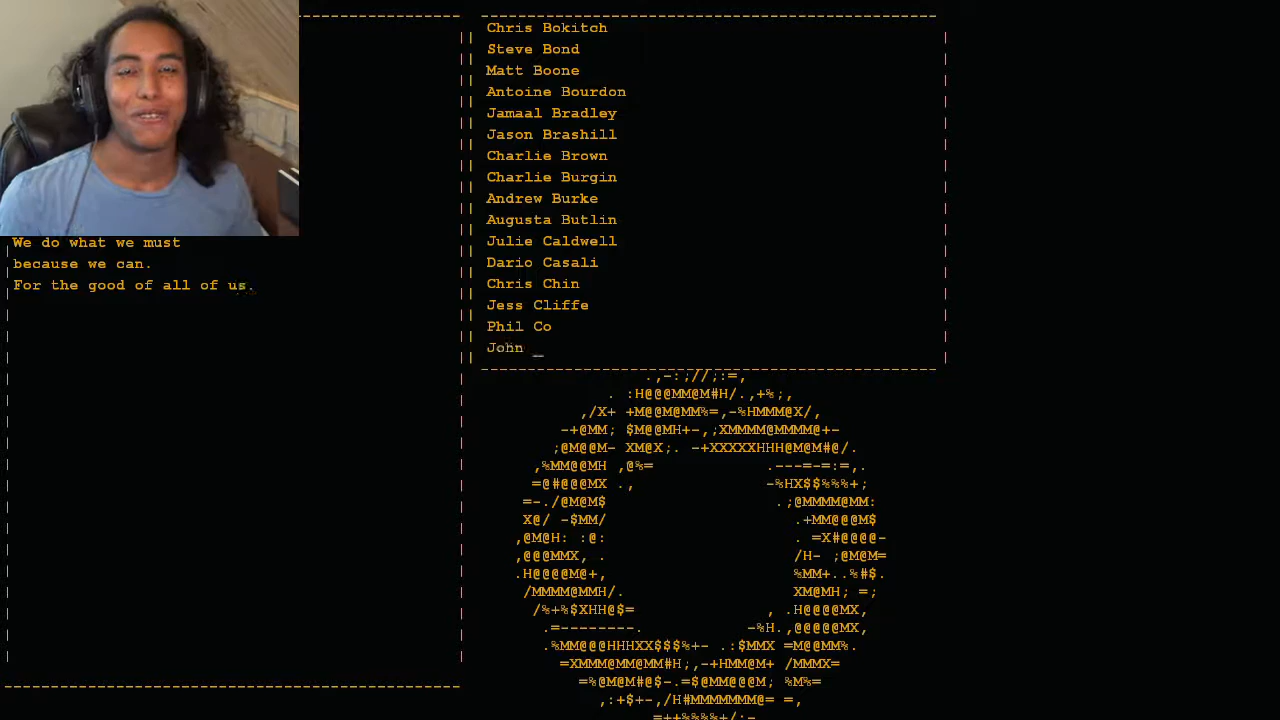 We do what we must
because we can.
For the good of all of us.
Chris Bokitch
Steve Bond
Matt Boone
Antoine Bourdon
Jamaal Bradley
Jason Brashill
Charlie Brown
Charlie Burgin
Andrew Burke
Augusta Butlin
Julie Caldwell
Dario Casali
Chris Chin
Jess Cliffe
Phil Co
John _